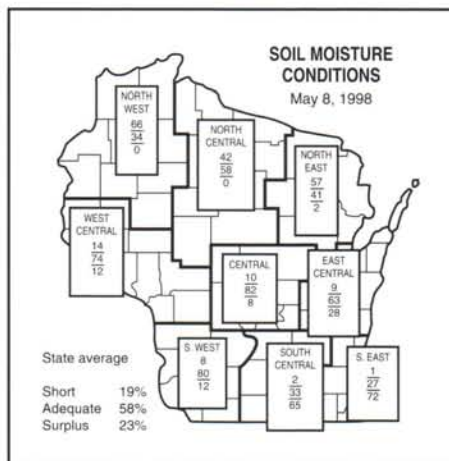 SOIL MOISTURE
CONDITIONS
May 8, 1998
NORTH
WEST
66
34
0
NORTH
CENTRAL
42
58
0
NORTH
EAST
57
41
2
WEST
CENTRAL
14
74
12
CENTRAL
10
82
8
EAST
CENTRAL
9
63
28
S. WEST
8
80
12
SOUTH
CENTRAL
2
33
65
S. EAST
1
27
72
State average
Short 19%
Adequate 58%
Surplus 23%